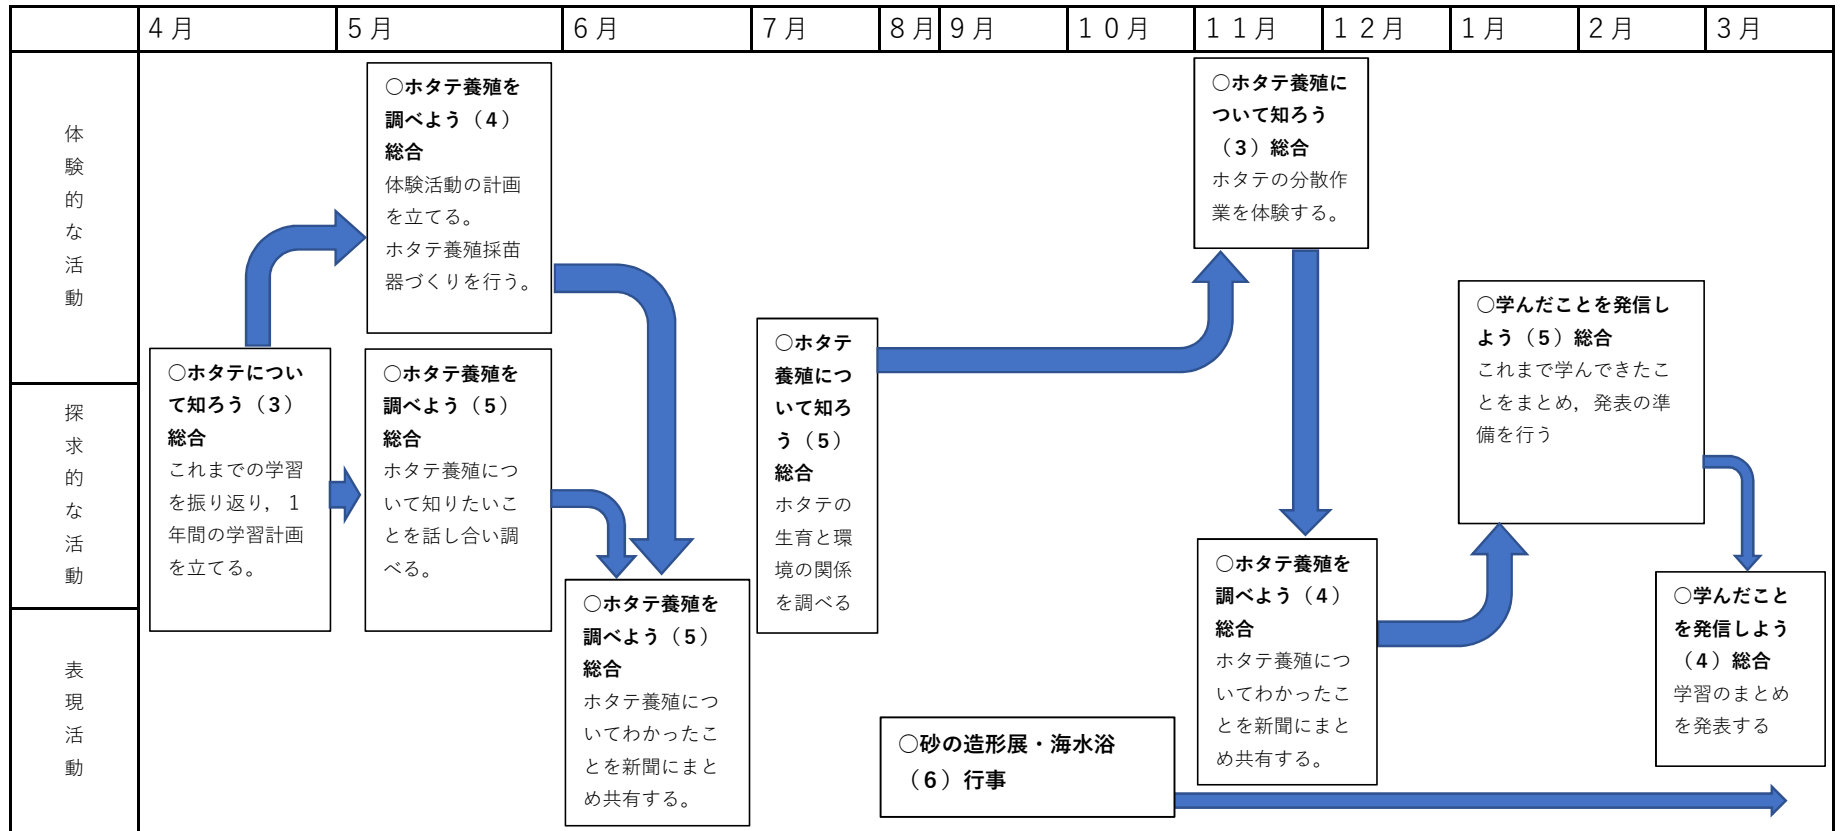 4月
5月
6月
7月
8月
9月
10月
11月
12月
1月
2月
3月
体験的な活動
探求的な活動
表現活動
○ホタテについ
て知ろう（3）
総合
これまでの学習
を振り返り，1
年間の学習計画
を立てる。
○ホタテ養殖を
調べよう（4）
総合
体験活動の計画
を立てる。
ホタテ養殖採苗
器づくりを行う。
○ホタテ養殖を
調べよう（5）
総合
ホタテ養殖につ
いて知りたいこ
とを話し合い調
べる。
○ホタテ養殖を
調べよう（5）
総合
ホタテ養殖につ
いてわかったこ
とを新聞にまと
め共有する。
○ホタテ
養殖につ
いて知ろ
う（5）
総合
ホタテの
生育と環
境の関係
を調べる
○砂の造形展・海水浴
（6）行事
○ホタテ養殖に
ついて知ろう
（3）総合
ホタテの分散作
業を体験する。
○ホタテ養殖を
調べよう（4）
総合
ホタテ養殖につ
いてわかったこ
とを新聞にまと
め共有する。
○学んだことを発信し
よう（5）総合
これまで学んできたこ
とをまとめ，発表の準
備を行う
○学んだこと
を発信しよう
（4）総合
学習のまとめ
を発表する